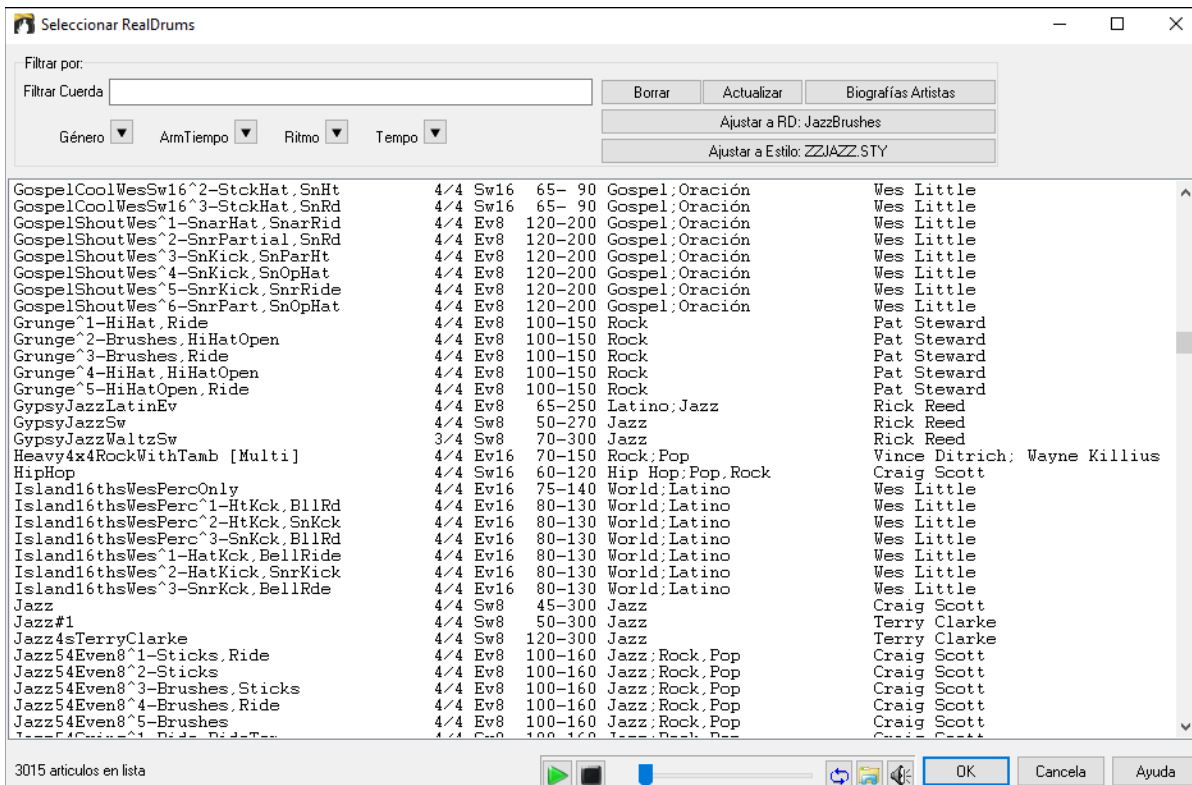 Seleccionar RealDrums
Filtrar por:
Filtrar Cuerda
Borrar Actualizar Biografías Artistas
Ajustar a RD: JazzBrushes
Género ArmTiempo Ritmo Tempo
Ajustar a Estilo: ZZJAZZ.STY
GospelCoolWesSw16^2-StckHat,SnHt 4/4 Sw16 65- 90 Gospel;Oración Wes Little
GospelCoolWesSw16^3-StckHat,SnRd 4/4 Sw16 65- 90 Gospel;Oración Wes Little
GospelShoutWes^1-SnarHat,SnarRid 4/4 Ev8 120-200 Gospel;Oración Wes Little
GospelShoutWes^2-SnrPartial,SnRd 4/4 Ev8 120-200 Gospel;Oración Wes Little
GospelShoutWes^3-SnKick,SnParHt 4/4 Ev8 120-200 Gospel;Oración Wes Little
GospelShoutWes^4-SnKick,SnOpHat 4/4 Ev8 120-200 Gospel;Oración Wes Little
GospelShoutWes^5-SnrKick,SnrRide 4/4 Ev8 120-200 Gospel;Oración Wes Little
GospelShoutWes^6-SnrPart,SnOpHat 4/4 Ev8 120-200 Gospel;Oración Wes Little
Grunge^1-HiHat,Ride 4/4 Ev8 100-150 Rock Pat Steward
Grunge^2-Brushes,HiHatOpen 4/4 Ev8 100-150 Rock Pat Steward
Grunge^3-Brushes,Ride 4/4 Ev8 100-150 Rock Pat Steward
Grunge^4-HiHat,HiHatOpen 4/4 Ev8 100-150 Rock Pat Steward
Grunge^5-HiHatOpen,Ride 4/4 Ev8 100-150 Rock Pat Steward
GypsyJazzLatinEv 4/4 Ev8 65-250 Latino;Jazz Rick Reed
GypsyJazzSw 4/4 Sw8 50-270 Jazz Rick Reed
GypsyJazzWaltzSw 3/4 Sw8 70-300 Jazz Rick Reed
Heavy4x4RockWithTamb [Multi] 4/4 Ev16 70-150 Rock;Pop Vince Ditrich; Wayne Killius
HipHop 4/4 Sw16 60-120 Hip Hop;Pop,Rock Craig Scott
Island16thsWesPercOnly 4/4 Ev16 75-140 World;Latino Wes Little
Island16thsWesPerc^1-HtKck,BllRd 4/4 Ev16 80-130 World;Latino Wes Little
Island16thsWesPerc^2-HtKck,SnKck 4/4 Ev16 80-130 World;Latino Wes Little
Island16thsWesPerc^3-SnKck,BllRd 4/4 Ev16 80-130 World;Latino Wes Little
Island16thsWes^1-HatKck,BellRide 4/4 Ev16 80-130 World;Latino Wes Little
Island16thsWes^2-HatKick,SnrKick 4/4 Ev16 80-130 World;Latino Wes Little
Island16thsWes^3-SnrKck,BellRde 4/4 Ev16 80-130 World;Latino Wes Little
Jazz 4/4 Sw8 45-300 Jazz Craig Scott
Jazz#1 4/4 Sw8 50-300 Jazz Terry Clarke
Jazz4sTerryClarke 4/4 Sw8 120-300 Jazz Terry Clarke
Jazz54Even8^1-Sticks,Ride 4/4 Ev8 100-160 Jazz;Rock,Pop Craig Scott
Jazz54Even8^2-Sticks 4/4 Ev8 100-160 Jazz;Rock,Pop Craig Scott
Jazz54Even8^3-Brushes,Sticks 4/4 Ev8 100-160 Jazz;Rock,Pop Craig Scott
Jazz54Even8^4-Brushes,Ride 4/4 Ev8 100-160 Jazz;Rock,Pop Craig Scott
Jazz54Even8^5-Brushes 4/4 Ev8 100-160 Jazz;Rock,Pop Craig Scott
3015 articulos en lista OK Cancela Ayuda